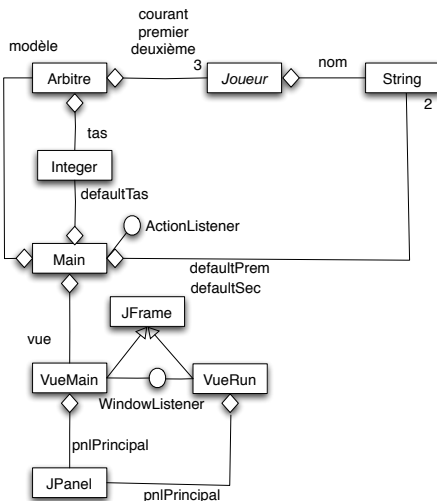 courant
premier
deuxième
modèle
Arbitre
3
Joueur
nom
String
2
tas
Integer
defaultTas
ActionListener
Main
defaultPrem
defaultSec
JFrame
vue
VueMain
VueRun
WindowListener
pnlPrincipal
JPanel
pnlPrincipal